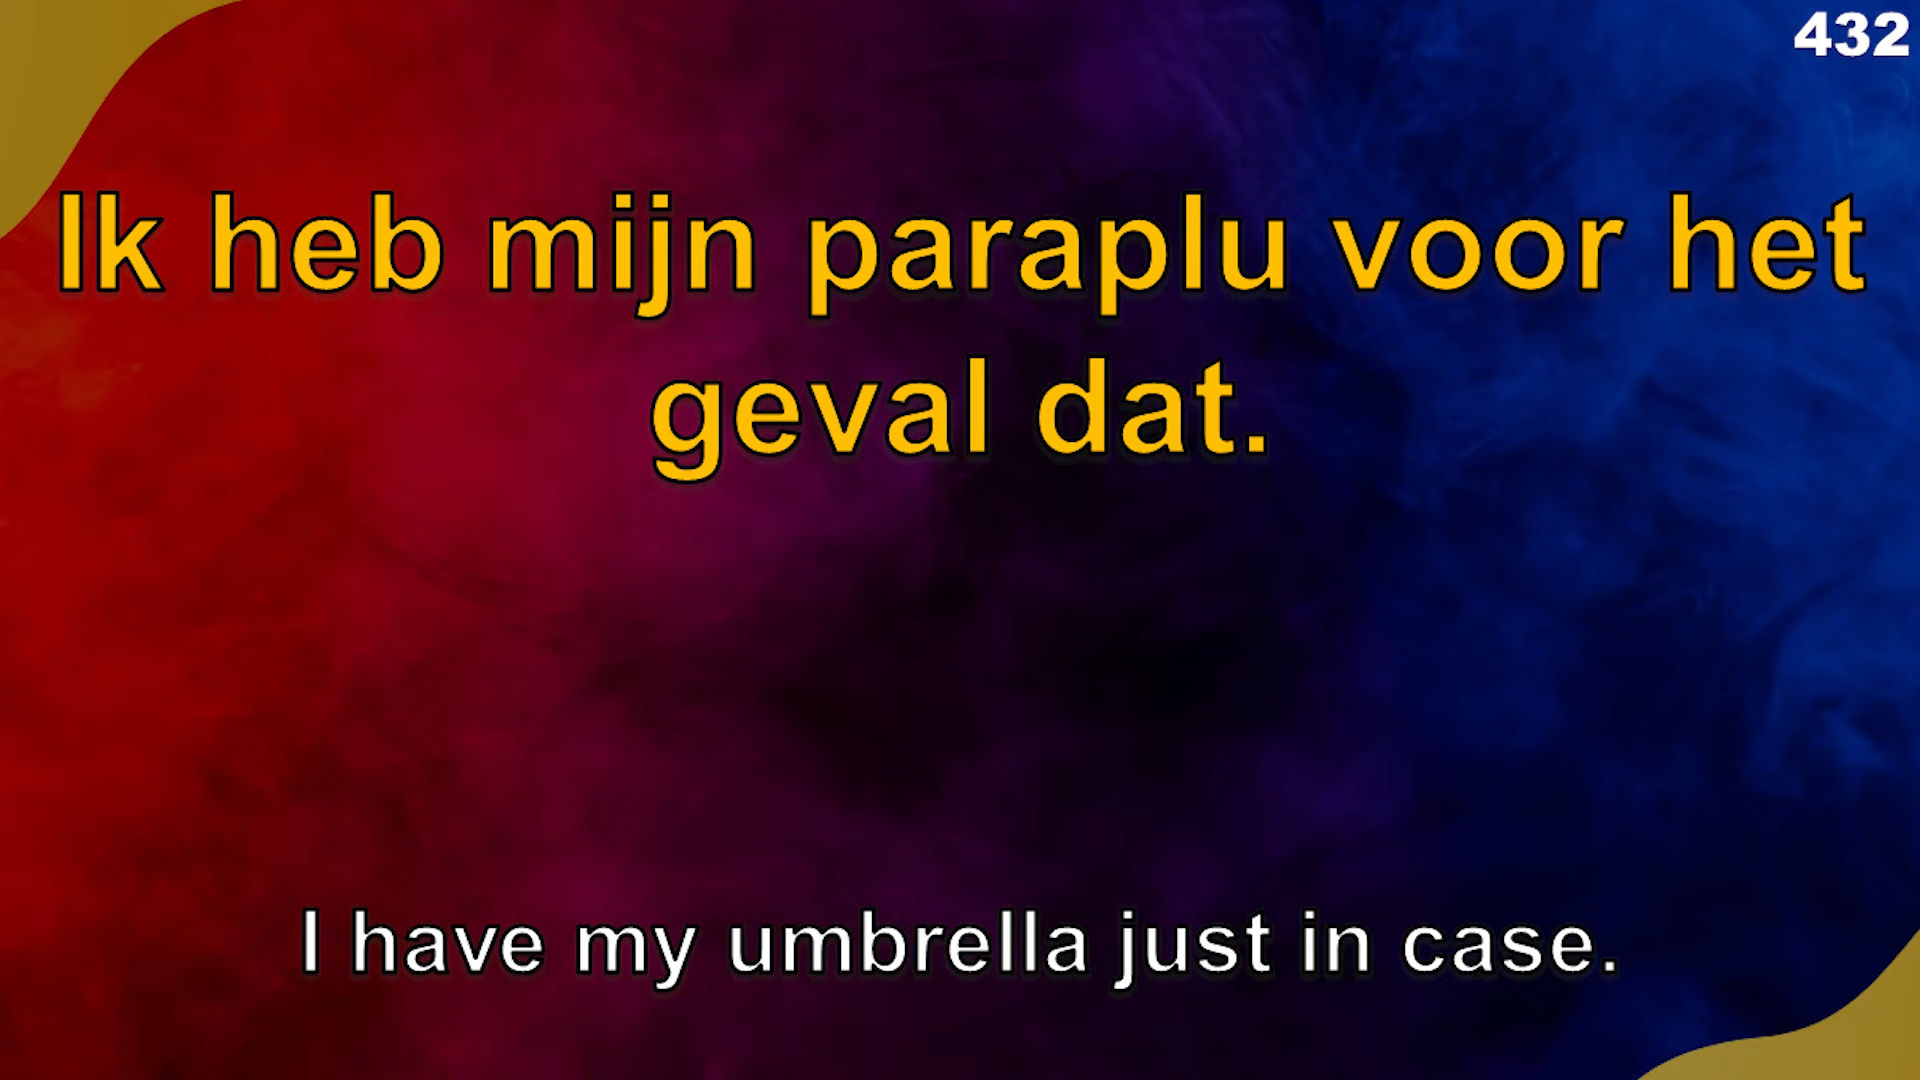 432
Ik heb mijn paraplu voor het
geval dat.
I have my umbrella just in case.